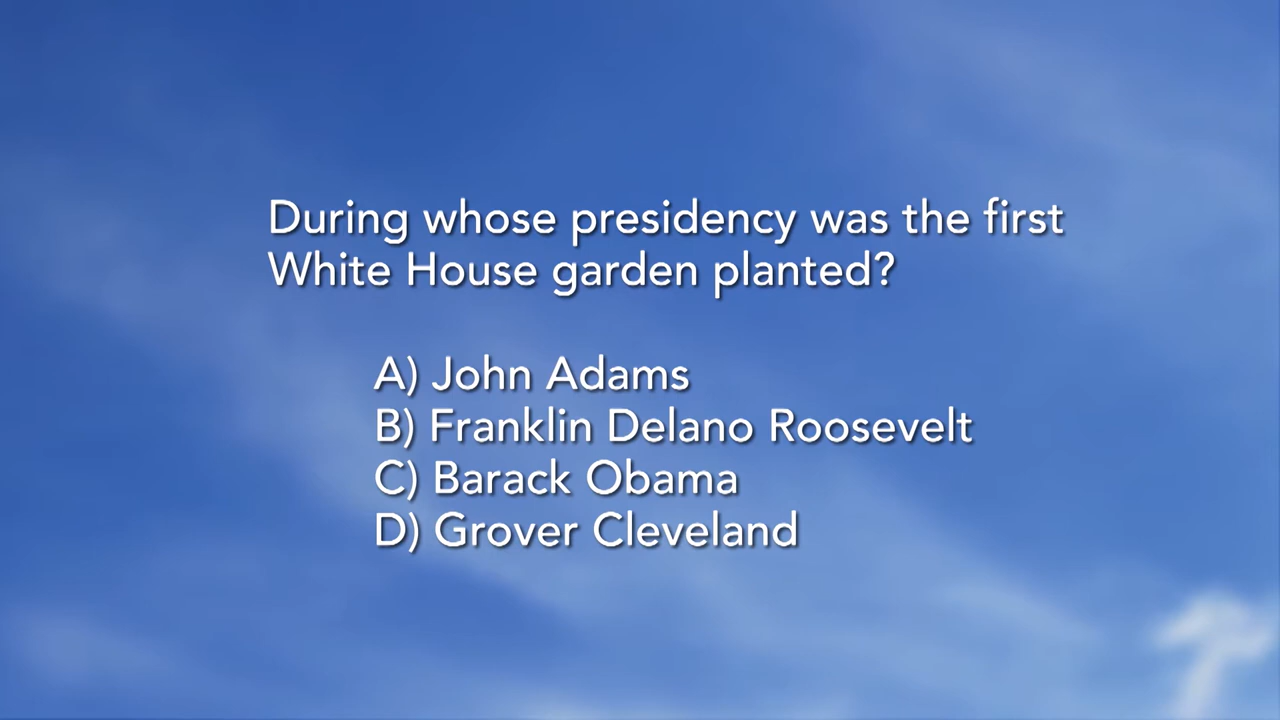 During whose presidency was the first
White House garden planted?
A) John Adams
B) Franklin Delano Roosevelt
C) Barack Obama
D) Grover Cleveland